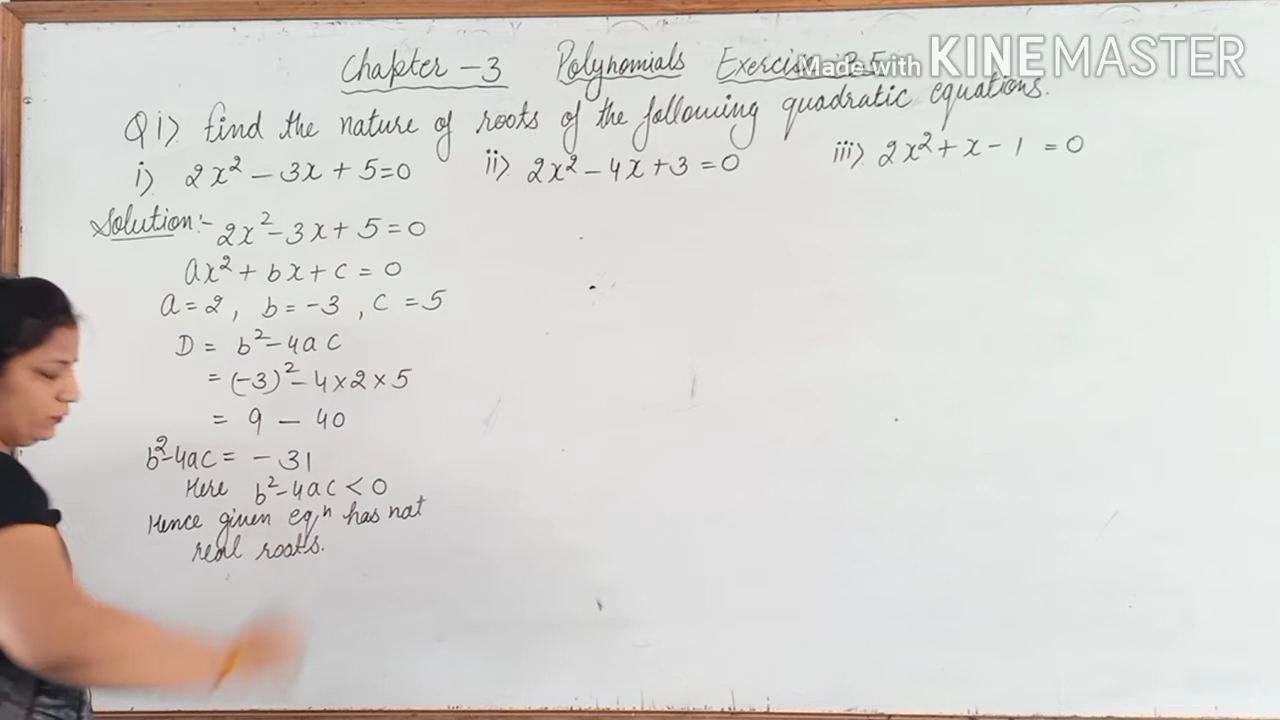 Chapter - 3 Polynomials Exercise
Made with KINEMASTER
Q i) find the nature of roots of the following quadratic equations.
i) 2x² - 3x + 5 = 0 ii) 2x² - 4x + 3 = 0 iii) 2x² + x - 1 = 0
Solution:- 2x² - 3x + 5 = 0
ax² + bx + c = 0
a = 2, b = -3, c = 5
D = b² - 4ac
= (-3)² - 4 × 2 × 5
= 9 - 40
b² - 4ac = - 31
Here b² - 4ac < 0
Hence given eqⁿ has not
real roots.